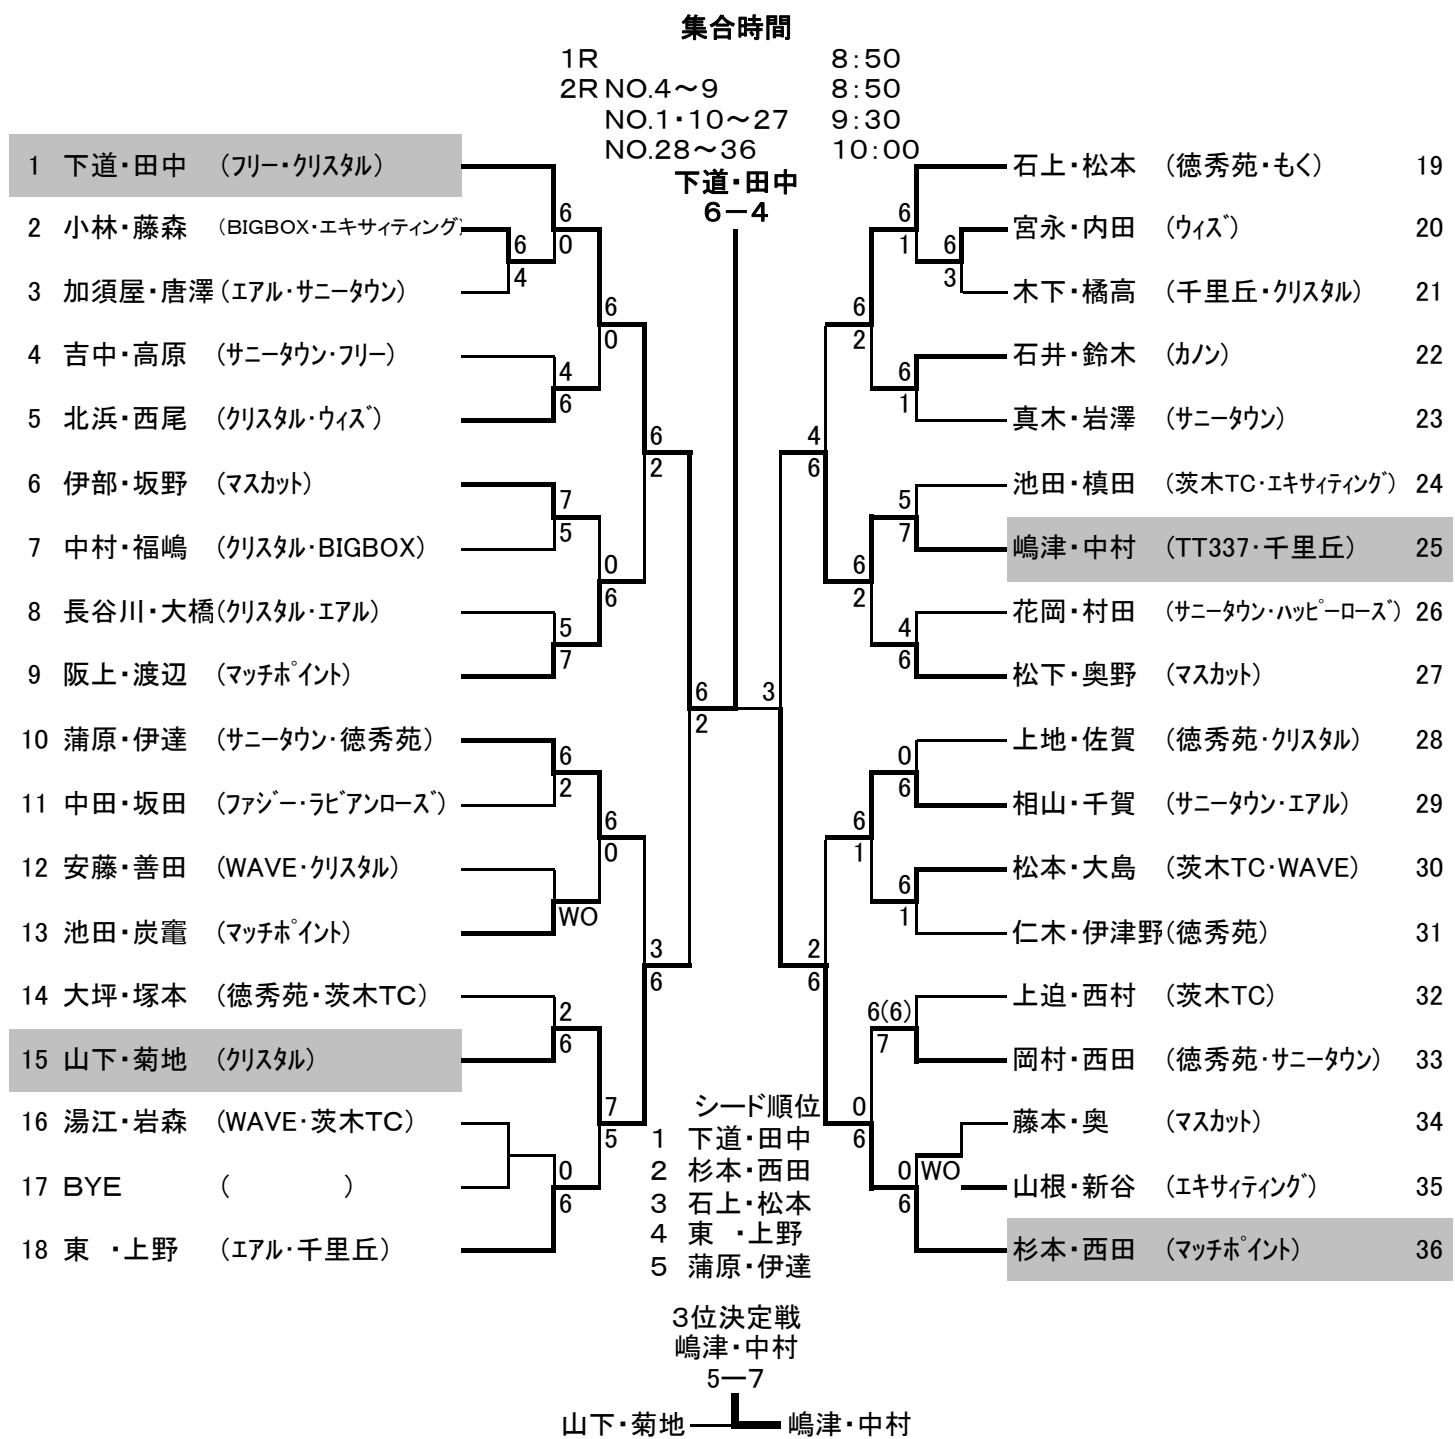 集合時間
1R 8:50
2R NO.4～9 8:50
NO.1・10～27 9:30
NO.28～36 10:00
下道・田中
6－4
1 下道・田中 (フリー・クリスタル)
2 小林・藤森 (BIGBOX・エキサイティング)
3 加須屋・唐澤 (エアル・サニータウン)
4 吉中・高原 (サニータウン・フリー)
5 北浜・西尾 (クリスタル・ウィズ)
6 伊部・坂野 (マスカット)
7 中村・福嶋 (クリスタル・BIGBOX)
8 長谷川・大橋 (クリスタル・エアル)
9 阪上・渡辺 (マッチポイント)
10 蒲原・伊達 (サニータウン・徳秀苑)
11 中田・坂田 (ファジー・ラビアンローズ)
12 安藤・善田 (WAVE・クリスタル)
13 池田・炭竃 (マッチポイント)
14 大坪・塚本 (徳秀苑・茨木TC)
15 山下・菊地 (クリスタル)
16 湯江・岩森 (WAVE・茨木TC)
17 BYE ( )
18 東 ・上野 (エアル・千里丘)
6
4
6
0
4
6
7
5
5
7
6
2
WO
2
6
0
6
6
0
0
6
6
0
7
5
6
2
3
6
6
2
3
石上・松本 (徳秀苑・もく) 19
宮永・内田 (ウィズ) 20
木下・橘高 (千里丘・クリスタル) 21
石井・鈴木 (カノン) 22
真木・岩澤 (サニータウン) 23
池田・槙田 (茨木TC・エキサイティング) 24
嶋津・中村 (TT337・千里丘) 25
花岡・村田 (サニータウン・ハッピーローズ) 26
松下・奥野 (マスカット) 27
上地・佐賀 (徳秀苑・クリスタル) 28
相山・千賀 (サニータウン・エアル) 29
松本・大島 (茨木TC・WAVE) 30
仁木・伊津野 (徳秀苑) 31
上迫・西村 (茨木TC) 32
岡村・西田 (徳秀苑・サニータウン) 33
藤本・奥 (マスカット) 34
山根・新谷 (エキサイティング) 35
杉本・西田 (マッチポイント) 36
6
3
6
1
6
1
5
7
4
6
0
6
6
1
6(6)
7
WO
0
6
6
2
6
2
6
1
0
6
4
6
2
6
シード順位
1 下道・田中
2 杉本・西田
3 石上・松本
4 東 ・上野
5 蒲原・伊達
3位決定戦
嶋津・中村
5－7
山下・菊地 嶋津・中村